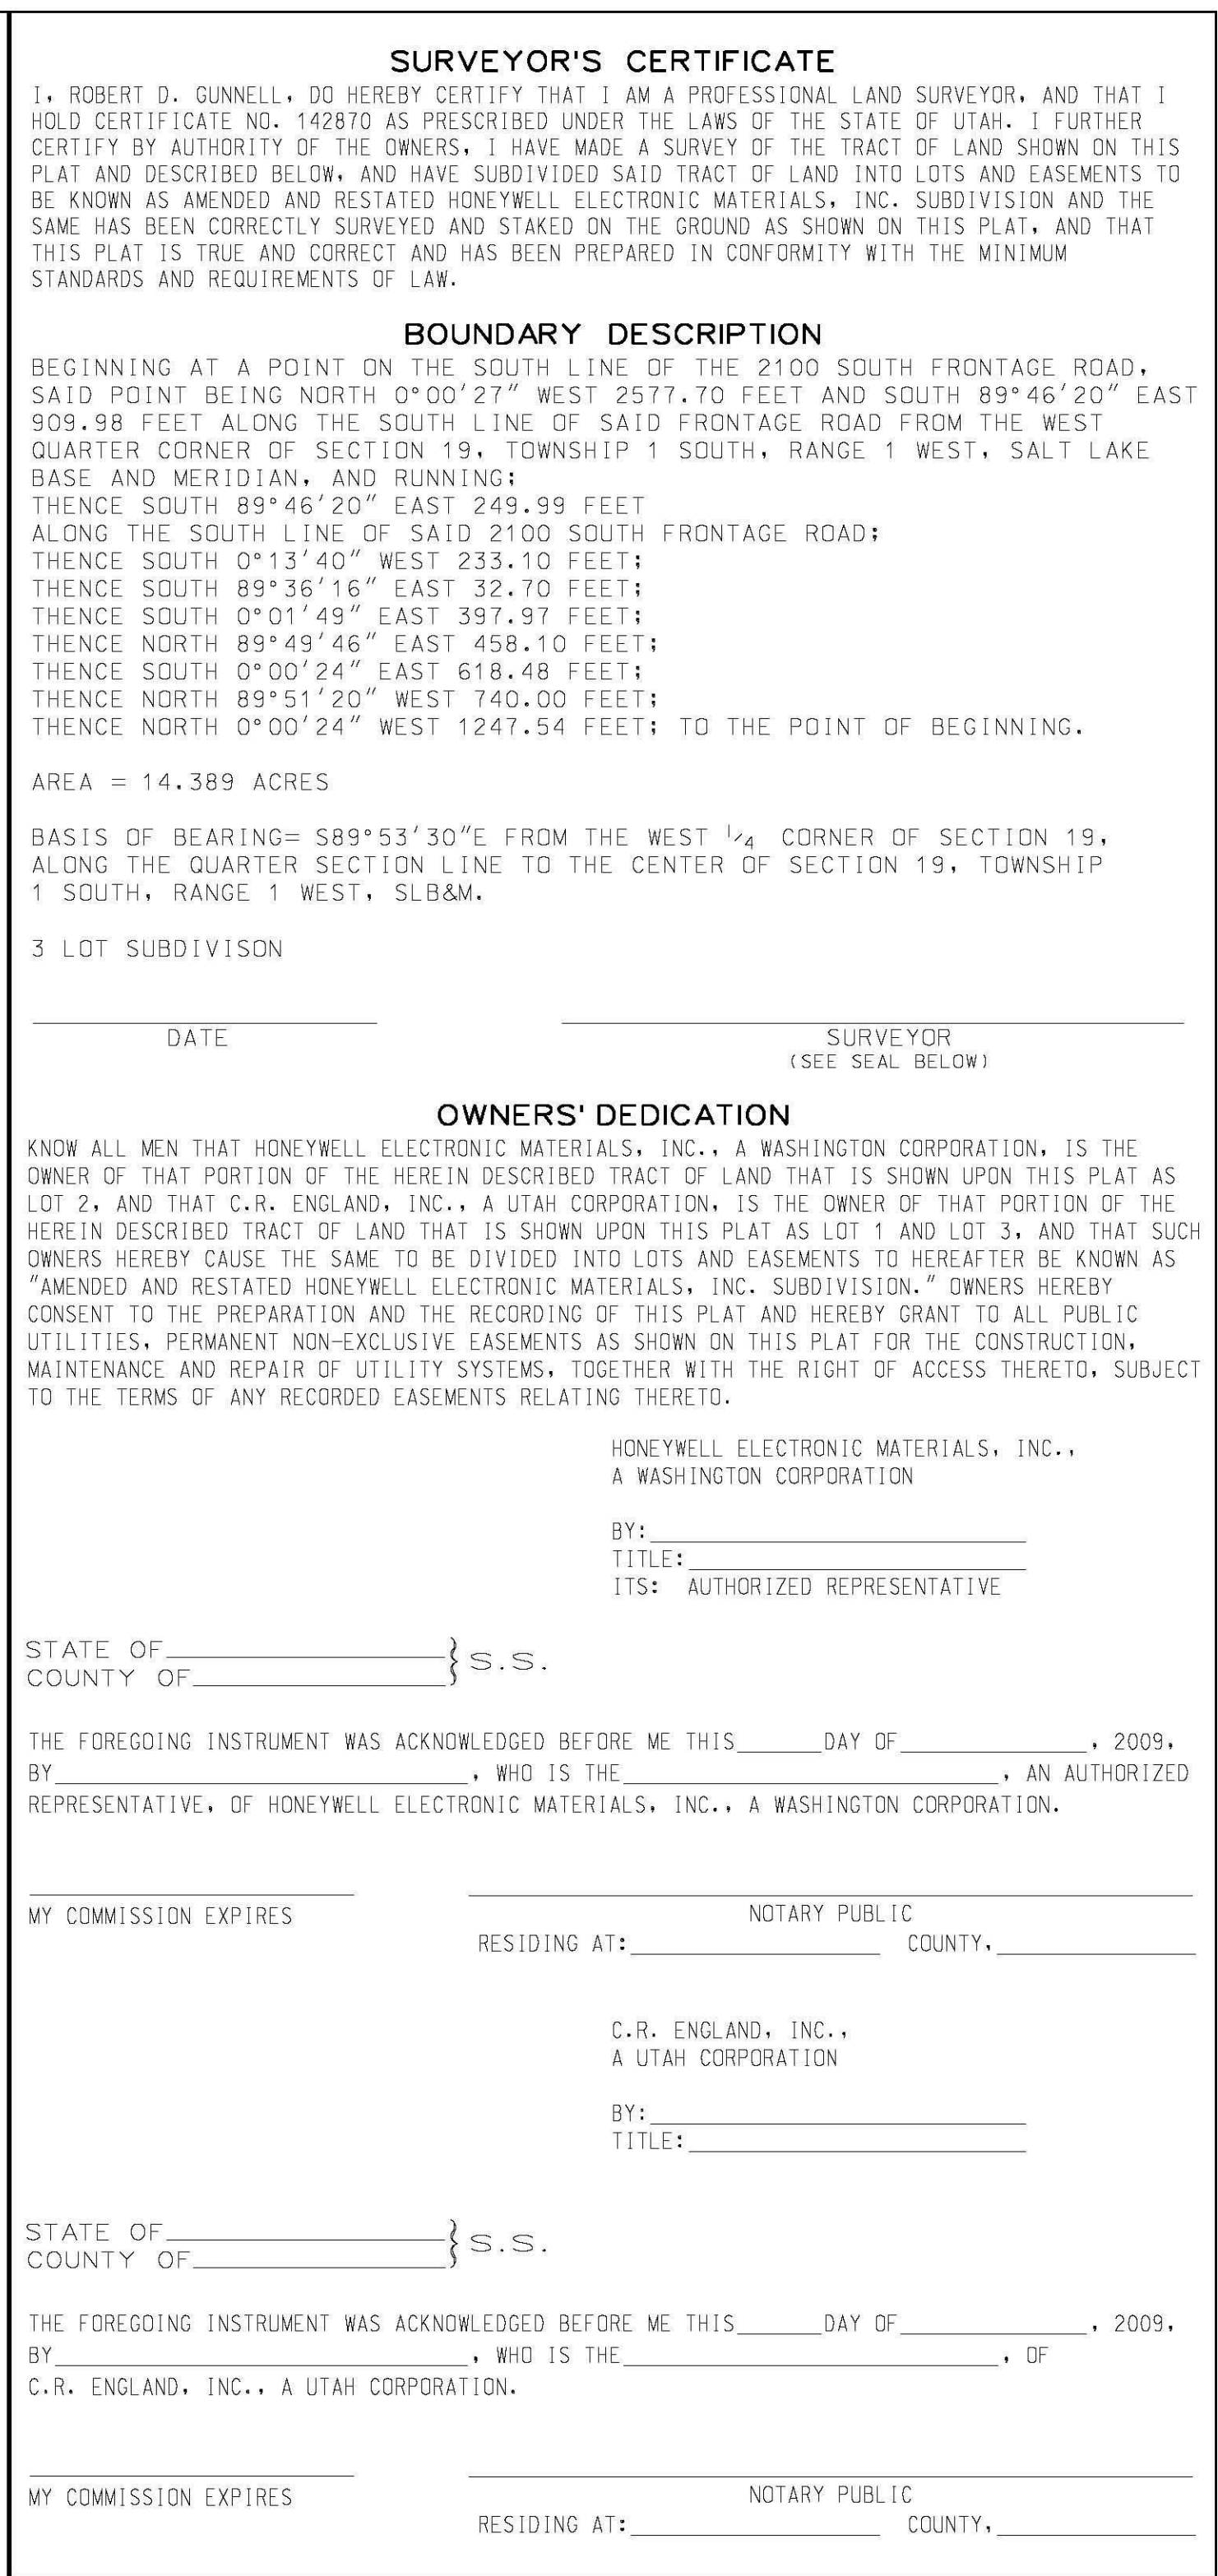 SURVEYOR'S CERTIFICATE
I, ROBERT D. GUNNELL, DO HEREBY CERTIFY THAT I AM A PROFESSIONAL LAND SURVEYOR, AND THAT I
HOLD CERTIFICATE NO. 142870 AS PRESCRIBED UNDER THE LAWS OF THE STATE OF UTAH. I FURTHER
CERTIFY BY AUTHORITY OF THE OWNERS, I HAVE MADE A SURVEY OF THE TRACT OF LAND SHOWN ON THIS
PLAT AND DESCRIBED BELOW, AND HAVE SUBDIVIDED SAID TRACT OF LAND INTO LOTS AND EASEMENTS TO
BE KNOWN AS AMENDED AND RESTATED HONEYWELL ELECTRONIC MATERIALS, INC. SUBDIVISION AND THE
SAME HAS BEEN CORRECTLY SURVEYED AND STAKED ON THE GROUND AS SHOWN ON THIS PLAT, AND THAT
THIS PLAT IS TRUE AND CORRECT AND HAS BEEN PREPARED IN CONFORMITY WITH THE MINIMUM
STANDARDS AND REQUIREMENTS OF LAW.
BOUNDARY DESCRIPTION
BEGINNING AT A POINT ON THE SOUTH LINE OF THE 2100 SOUTH FRONTAGE ROAD,
SAID POINT BEING NORTH 0°00'27" WEST 2577.70 FEET AND SOUTH 89°46'20" EAST
909.98 FEET ALONG THE SOUTH LINE OF SAID FRONTAGE ROAD FROM THE WEST
QUARTER CORNER OF SECTION 19, TOWNSHIP 1 SOUTH, RANGE 1 WEST, SALT LAKE
BASE AND MERIDIAN, AND RUNNING;
THENCE SOUTH 89°46'20" EAST 249.99 FEET
ALONG THE SOUTH LINE OF SAID 2100 SOUTH FRONTAGE ROAD;
THENCE SOUTH 0°13'40" WEST 233.10 FEET;
THENCE SOUTH 89°36'16" EAST 32.70 FEET;
THENCE SOUTH 0°01'49" EAST 397.97 FEET;
THENCE NORTH 89°49'46" EAST 458.10 FEET;
THENCE SOUTH 0°00'24" EAST 618.48 FEET;
THENCE NORTH 89°51'20" WEST 740.00 FEET;
THENCE NORTH 0°00'24" WEST 1247.54 FEET; TO THE POINT OF BEGINNING.
AREA = 14.389 ACRES
BASIS OF BEARING= S89°53'30"E FROM THE WEST 1/4 CORNER OF SECTION 19,
ALONG THE QUARTER SECTION LINE TO THE CENTER OF SECTION 19, TOWNSHIP
1 SOUTH, RANGE 1 WEST, SLB&M.
3 LOT SUBDIVISON
DATE SURVEYOR
(SEE SEAL BELOW)
OWNERS' DEDICATION
KNOW ALL MEN THAT HONEYWELL ELECTRONIC MATERIALS, INC., A WASHINGTON CORPORATION, IS THE
OWNER OF THAT PORTION OF THE HEREIN DESCRIBED TRACT OF LAND THAT IS SHOWN UPON THIS PLAT AS
LOT 2, AND THAT C.R. ENGLAND, INC., A UTAH CORPORATION, IS THE OWNER OF THAT PORTION OF THE
HEREIN DESCRIBED TRACT OF LAND THAT IS SHOWN UPON THIS PLAT AS LOT 1 AND LOT 3, AND THAT SUCH
OWNERS HEREBY CAUSE THE SAME TO BE DIVIDED INTO LOTS AND EASEMENTS TO HEREAFTER BE KNOWN AS
"AMENDED AND RESTATED HONEYWELL ELECTRONIC MATERIALS, INC. SUBDIVISION." OWNERS HEREBY
CONSENT TO THE PREPARATION AND THE RECORDING OF THIS PLAT AND HEREBY GRANT TO ALL PUBLIC
UTILITIES, PERMANENT NON-EXCLUSIVE EASEMENTS AS SHOWN ON THIS PLAT FOR THE CONSTRUCTION,
MAINTENANCE AND REPAIR OF UTILITY SYSTEMS, TOGETHER WITH THE RIGHT OF ACCESS THERETO, SUBJECT
TO THE TERMS OF ANY RECORDED EASEMENTS RELATING THERETO.
HONEYWELL ELECTRONIC MATERIALS, INC.,
A WASHINGTON CORPORATION
BY:
TITLE:
ITS: AUTHORIZED REPRESENTATIVE
STATE OF
COUNTY OF } S.S.
THE FOREGOING INSTRUMENT WAS ACKNOWLEDGED BEFORE ME THIS______DAY OF______, 2009,
BY______, WHO IS THE______, AN AUTHORIZED
REPRESENTATIVE, OF HONEYWELL ELECTRONIC MATERIALS, INC., A WASHINGTON CORPORATION.
MY COMMISSION EXPIRES NOTARY PUBLIC
RESIDING AT:______ COUNTY,______
C.R. ENGLAND, INC.,
A UTAH CORPORATION
BY:
TITLE:
STATE OF
COUNTY OF } S.S.
THE FOREGOING INSTRUMENT WAS ACKNOWLEDGED BEFORE ME THIS______DAY OF______, 2009,
BY______, WHO IS THE______, OF
C.R. ENGLAND, INC., A UTAH CORPORATION.
MY COMMISSION EXPIRES NOTARY PUBLIC
RESIDING AT:______ COUNTY,______